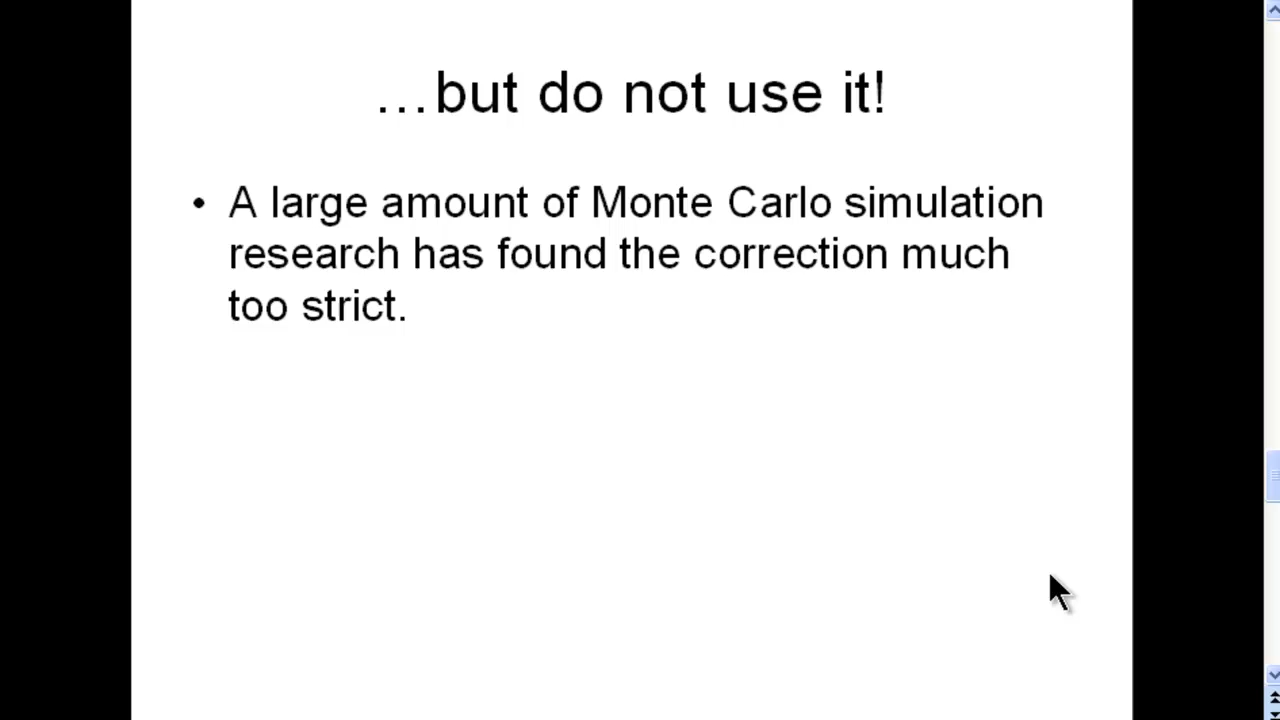 …but do not use it!
• A large amount of Monte Carlo simulation
research has found the correction much
too strict.